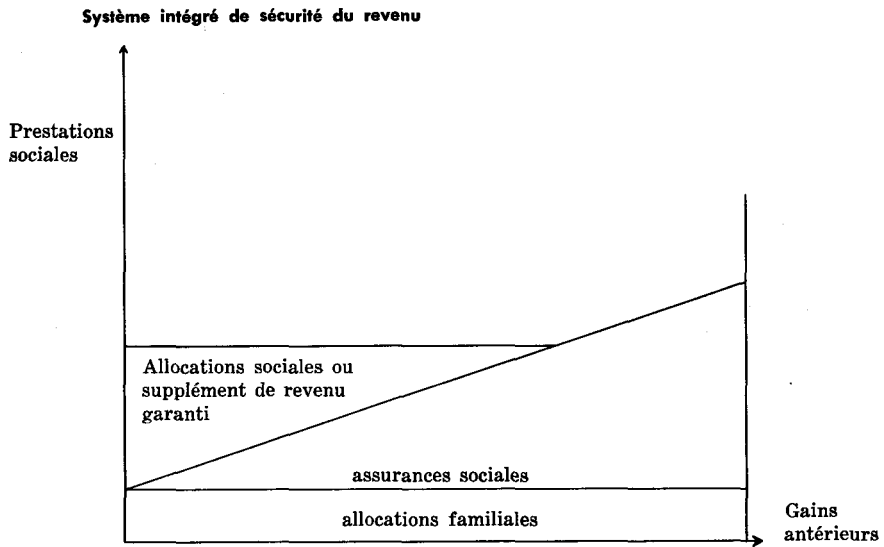 Système intégré de sécurité du revenu
Prestations
sociales
Allocations sociales ou
supplément de revenu
garanti
assurances sociales
allocations familiales
Gains
antérieurs